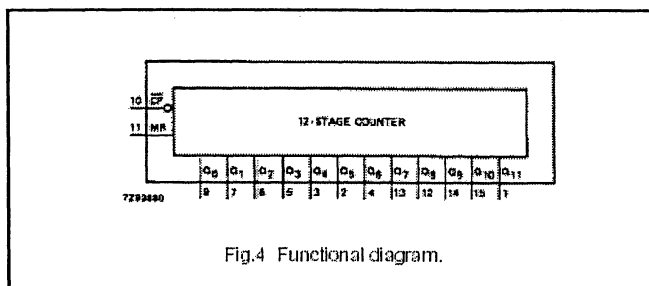 10 CP
12-STAGE COUNTER
11 MR
Q0 Q1 Q2 Q3 Q4 Q5 Q6 Q7 Q8 Q9 Q10 Q11
9 7 6 5 3 2 4 13 12 14 15 1
7Z93880
Fig.4 Functional diagram.